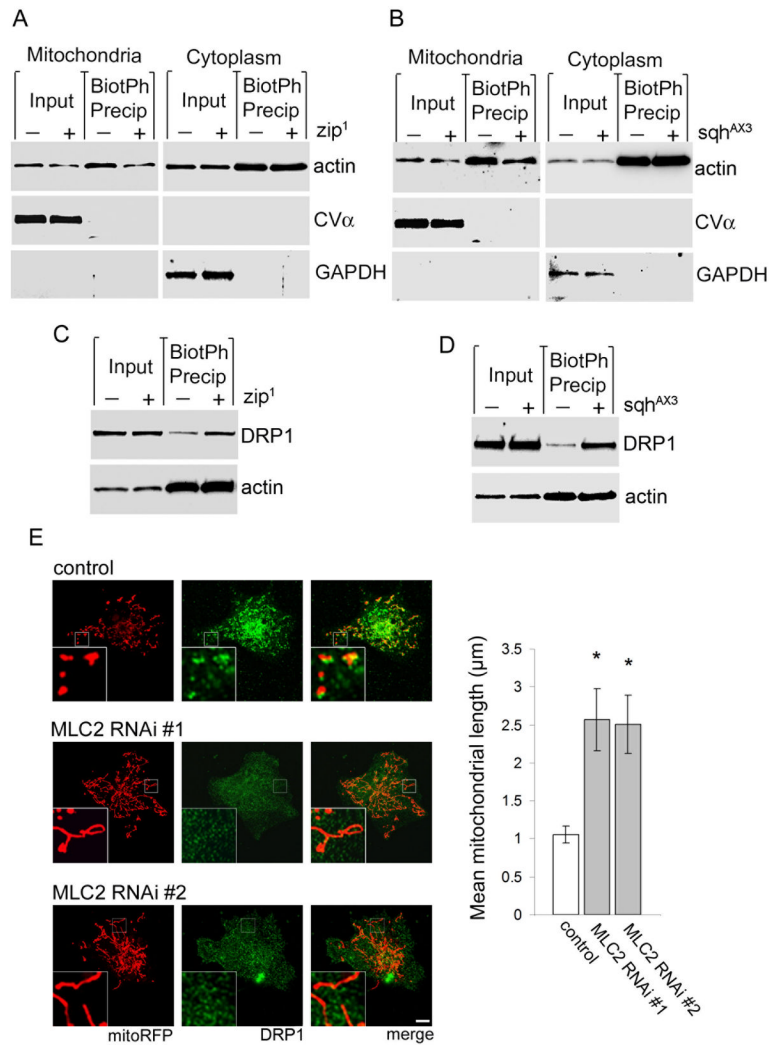 A
Mitochondria Cytoplasm
Input BiotPh Precip Input BiotPh Precip
— + — + — + — + zip¹
actin
CVα
GAPDH
B
Mitochondria Cytoplasm
Input BiotPh Precip Input BiotPh Precip
— + — + — + — + sqhᴬˣ³
actin
CVα
GAPDH
C
Input BiotPh Precip
— + — + zip¹
DRP1
actin
D
Input BiotPh Precip
— + — + sqhᴬˣ³
DRP1
actin
E
control
MLC2 RNAi #1
MLC2 RNAi #2
mitoRFP DRP1 merge
Mean mitochondrial length (μm)
3.5
3
2.5
2
1.5
1
0.5
0
* *
control
MLC2 RNAi #1
MLC2 RNAi #2